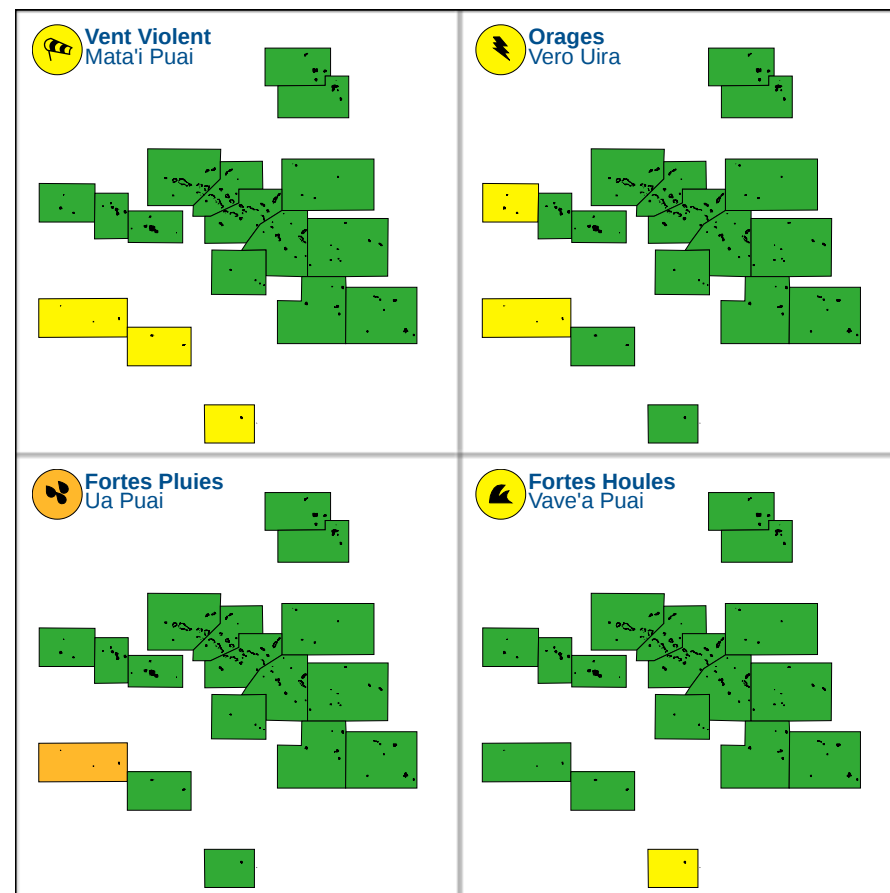 Vent Violent
Mata'i Puai
Orages
Vero Uira
Fortes Pluies
Ua Puai
Fortes Houles
Vave'a Puai